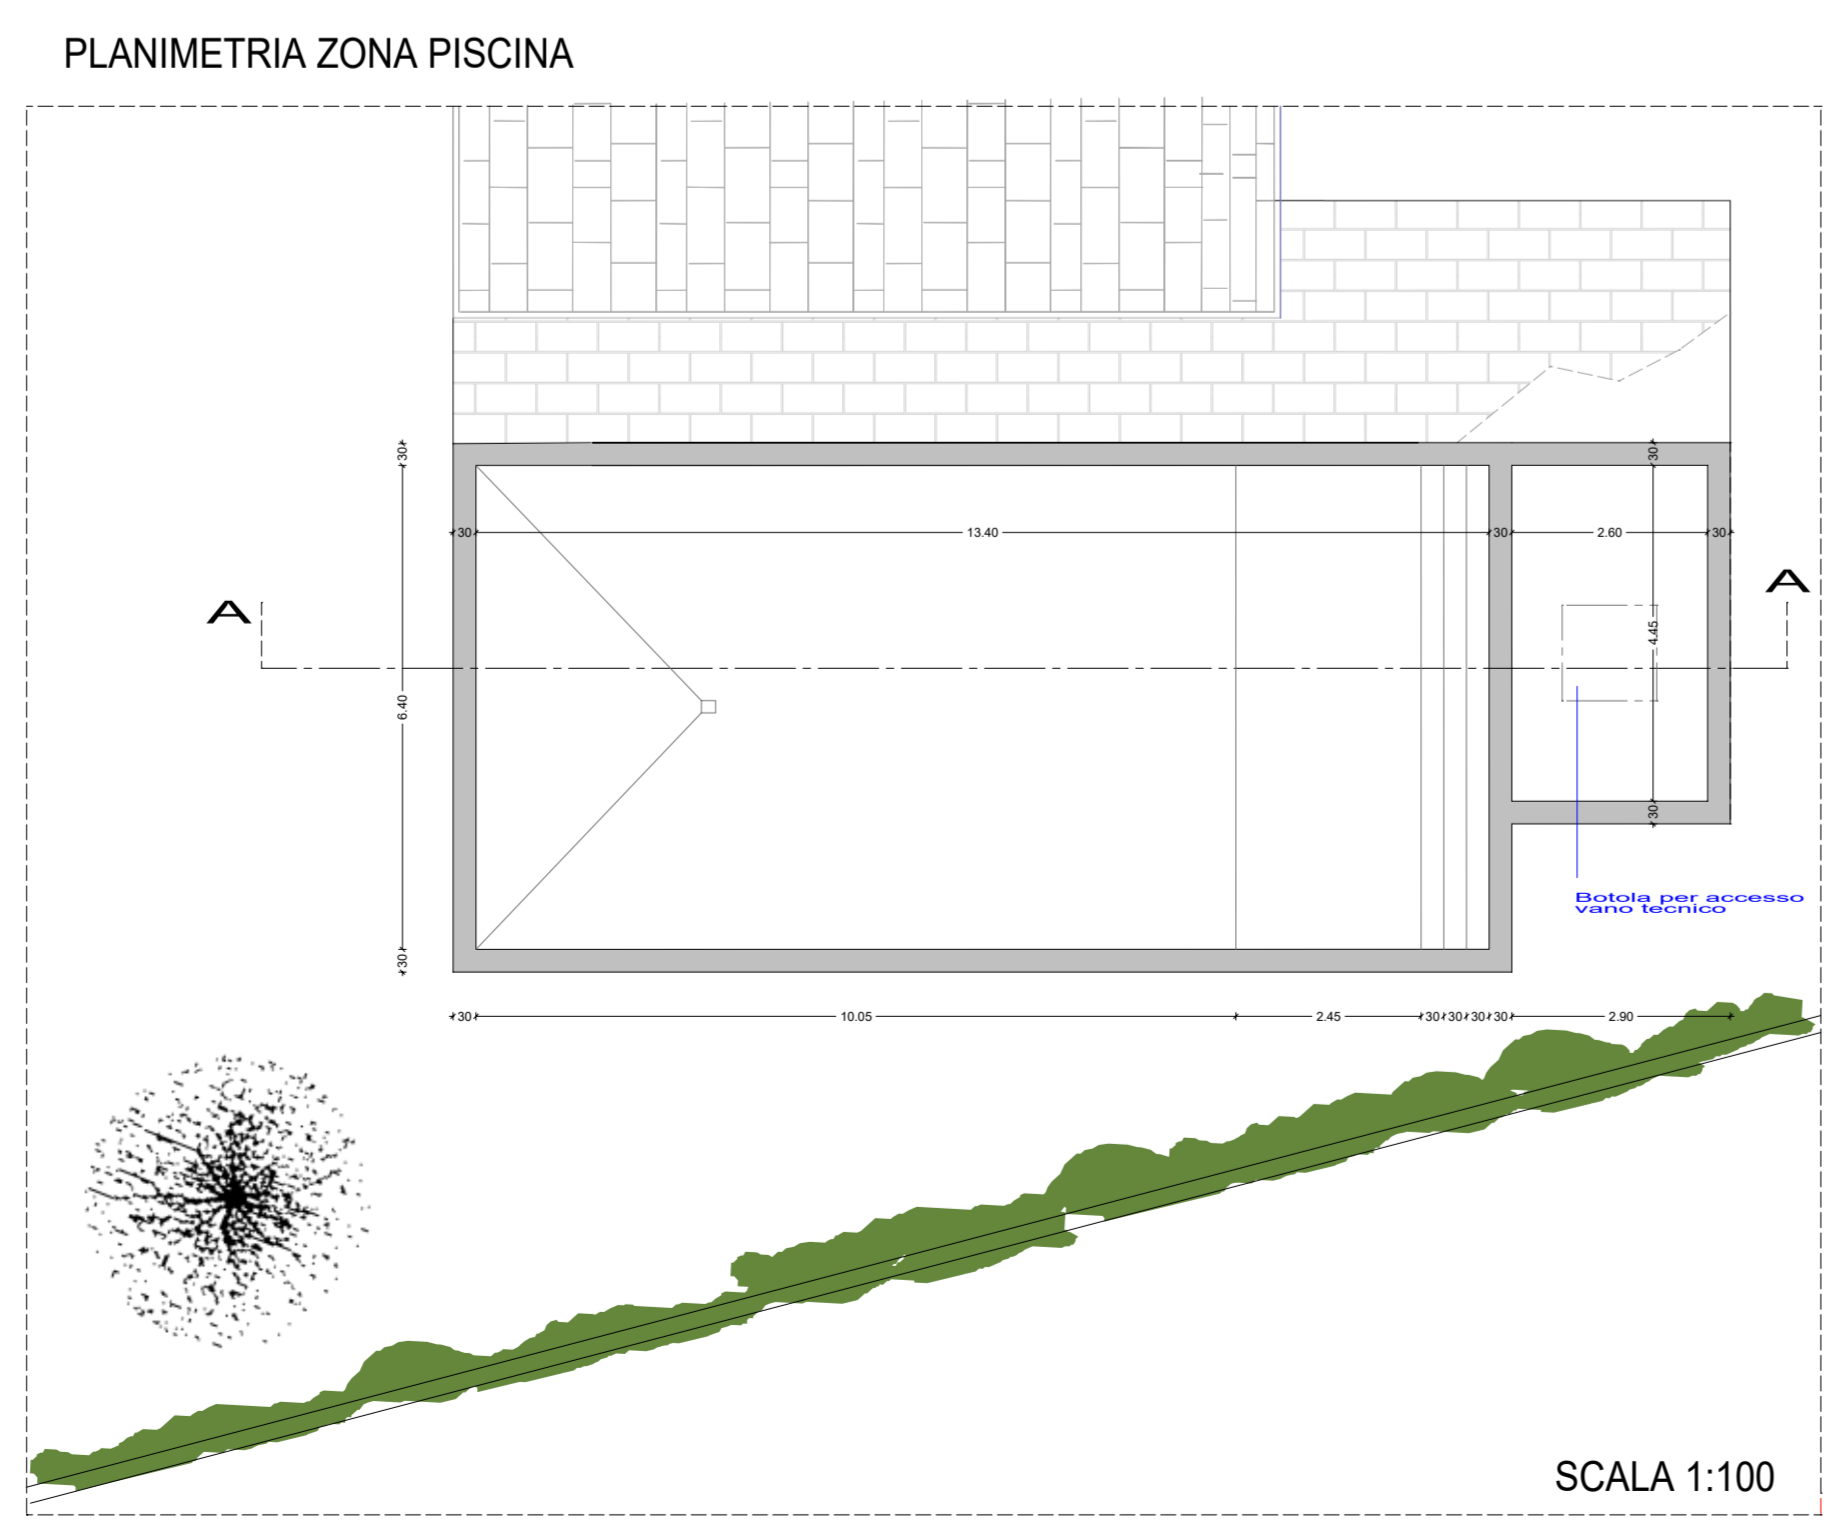 PLANIMETRIA ZONA PISCINA
30
30
30 13.40 30 2.60 30
A
A
4.45
6.40
30
Botola per accesso
vano tecnico
30
30 10.05 2.45 30 30 30 30 2.90
SCALA 1:100